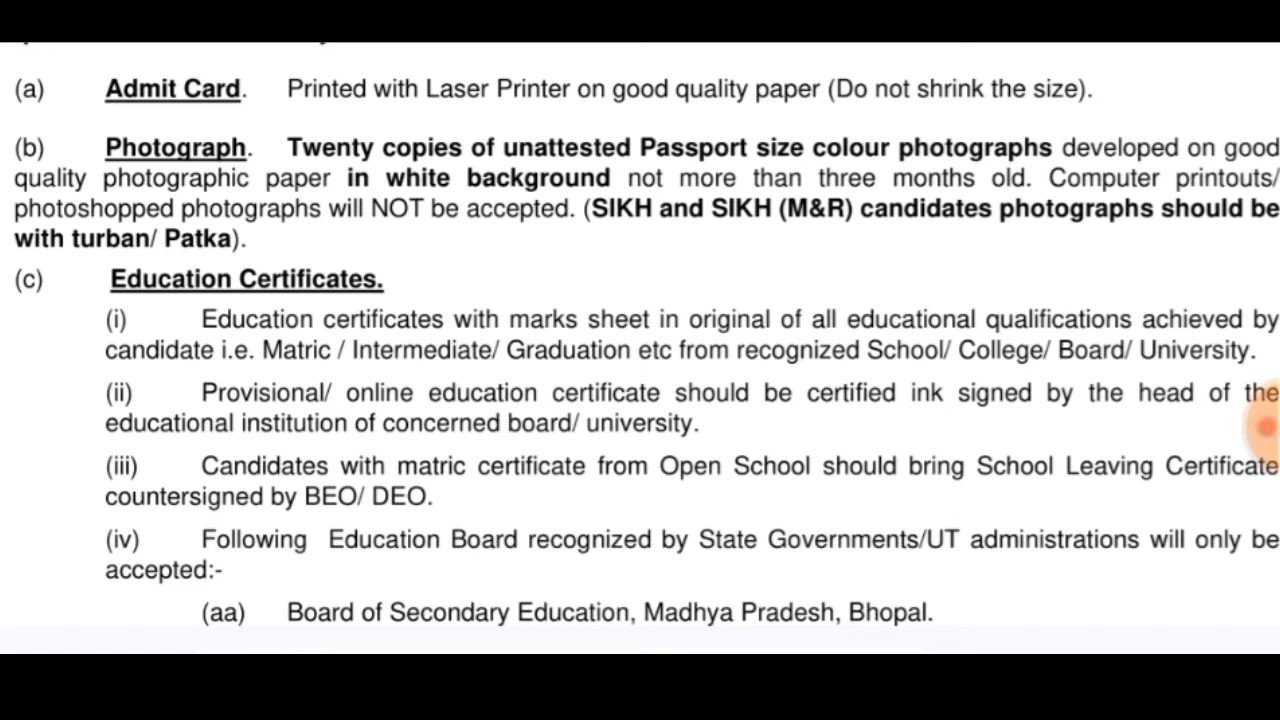 (a) Admit Card. Printed with Laser Printer on good quality paper (Do not shrink the size).
(b) Photograph. Twenty copies of unattested Passport size colour photographs developed on good
quality photographic paper in white background not more than three months old. Computer printouts/
photoshopped photographs will NOT be accepted. (SIKH and SIKH (M&R) candidates photographs should be
with turban/ Patka).
(c) Education Certificates.
(i) Education certificates with marks sheet in original of all educational qualifications achieved by
candidate i.e. Matric / Intermediate/ Graduation etc from recognized School/ College/ Board/ University.
(ii) Provisional/ online education certificate should be certified ink signed by the head of the
educational institution of concerned board/ university.
(iii) Candidates with matric certificate from Open School should bring School Leaving Certificate
countersigned by BEO/ DEO.
(iv) Following Education Board recognized by State Governments/UT administrations will only be
accepted:-
(aa) Board of Secondary Education, Madhya Pradesh, Bhopal.